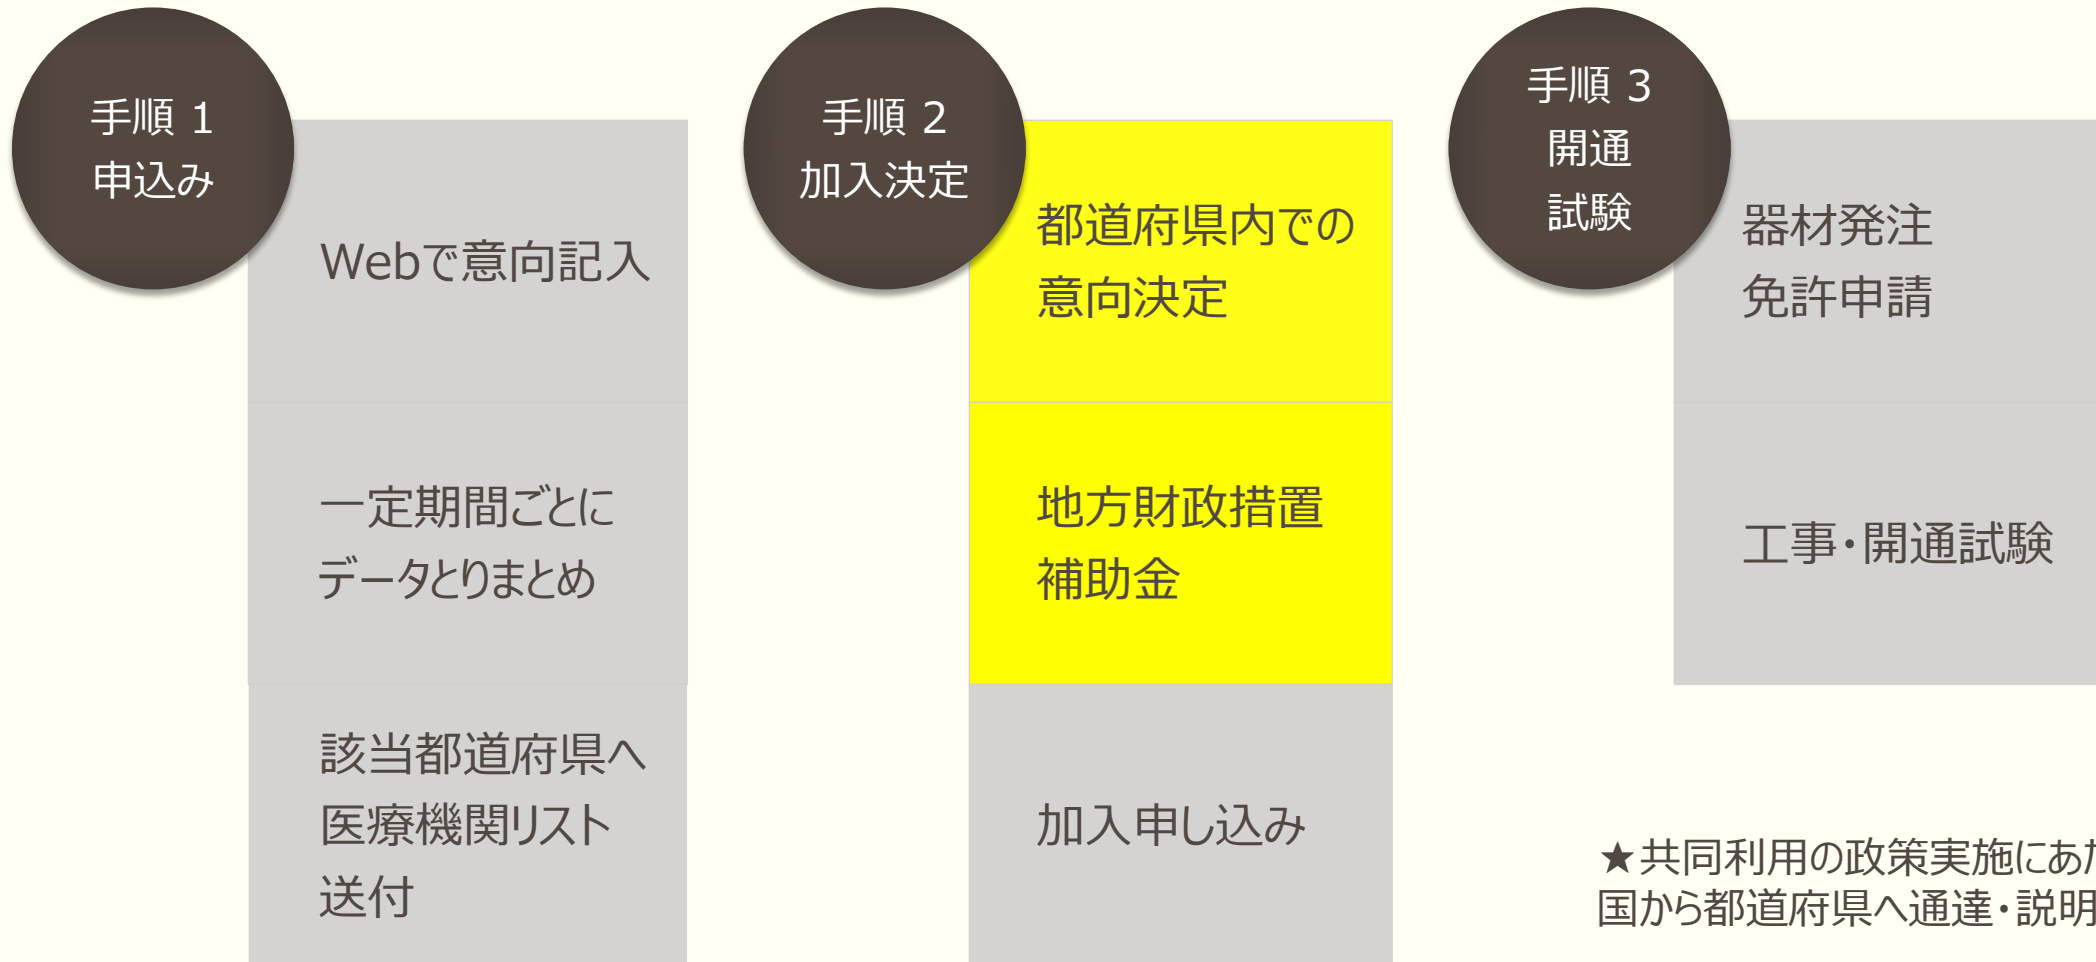 手順 1
申込み
Webで意向記入
一定期間ごとに
データとりまとめ
該当都道府県へ
医療機関リスト
送付
手順 2
加入決定
都道府県内での
意向決定
地方財政措置
補助金
加入申し込み
手順 3
開通
試験
器材発注
免許申請
工事・開通試験
★共同利用の政策実施にあ
国から都道府県へ通達・説明